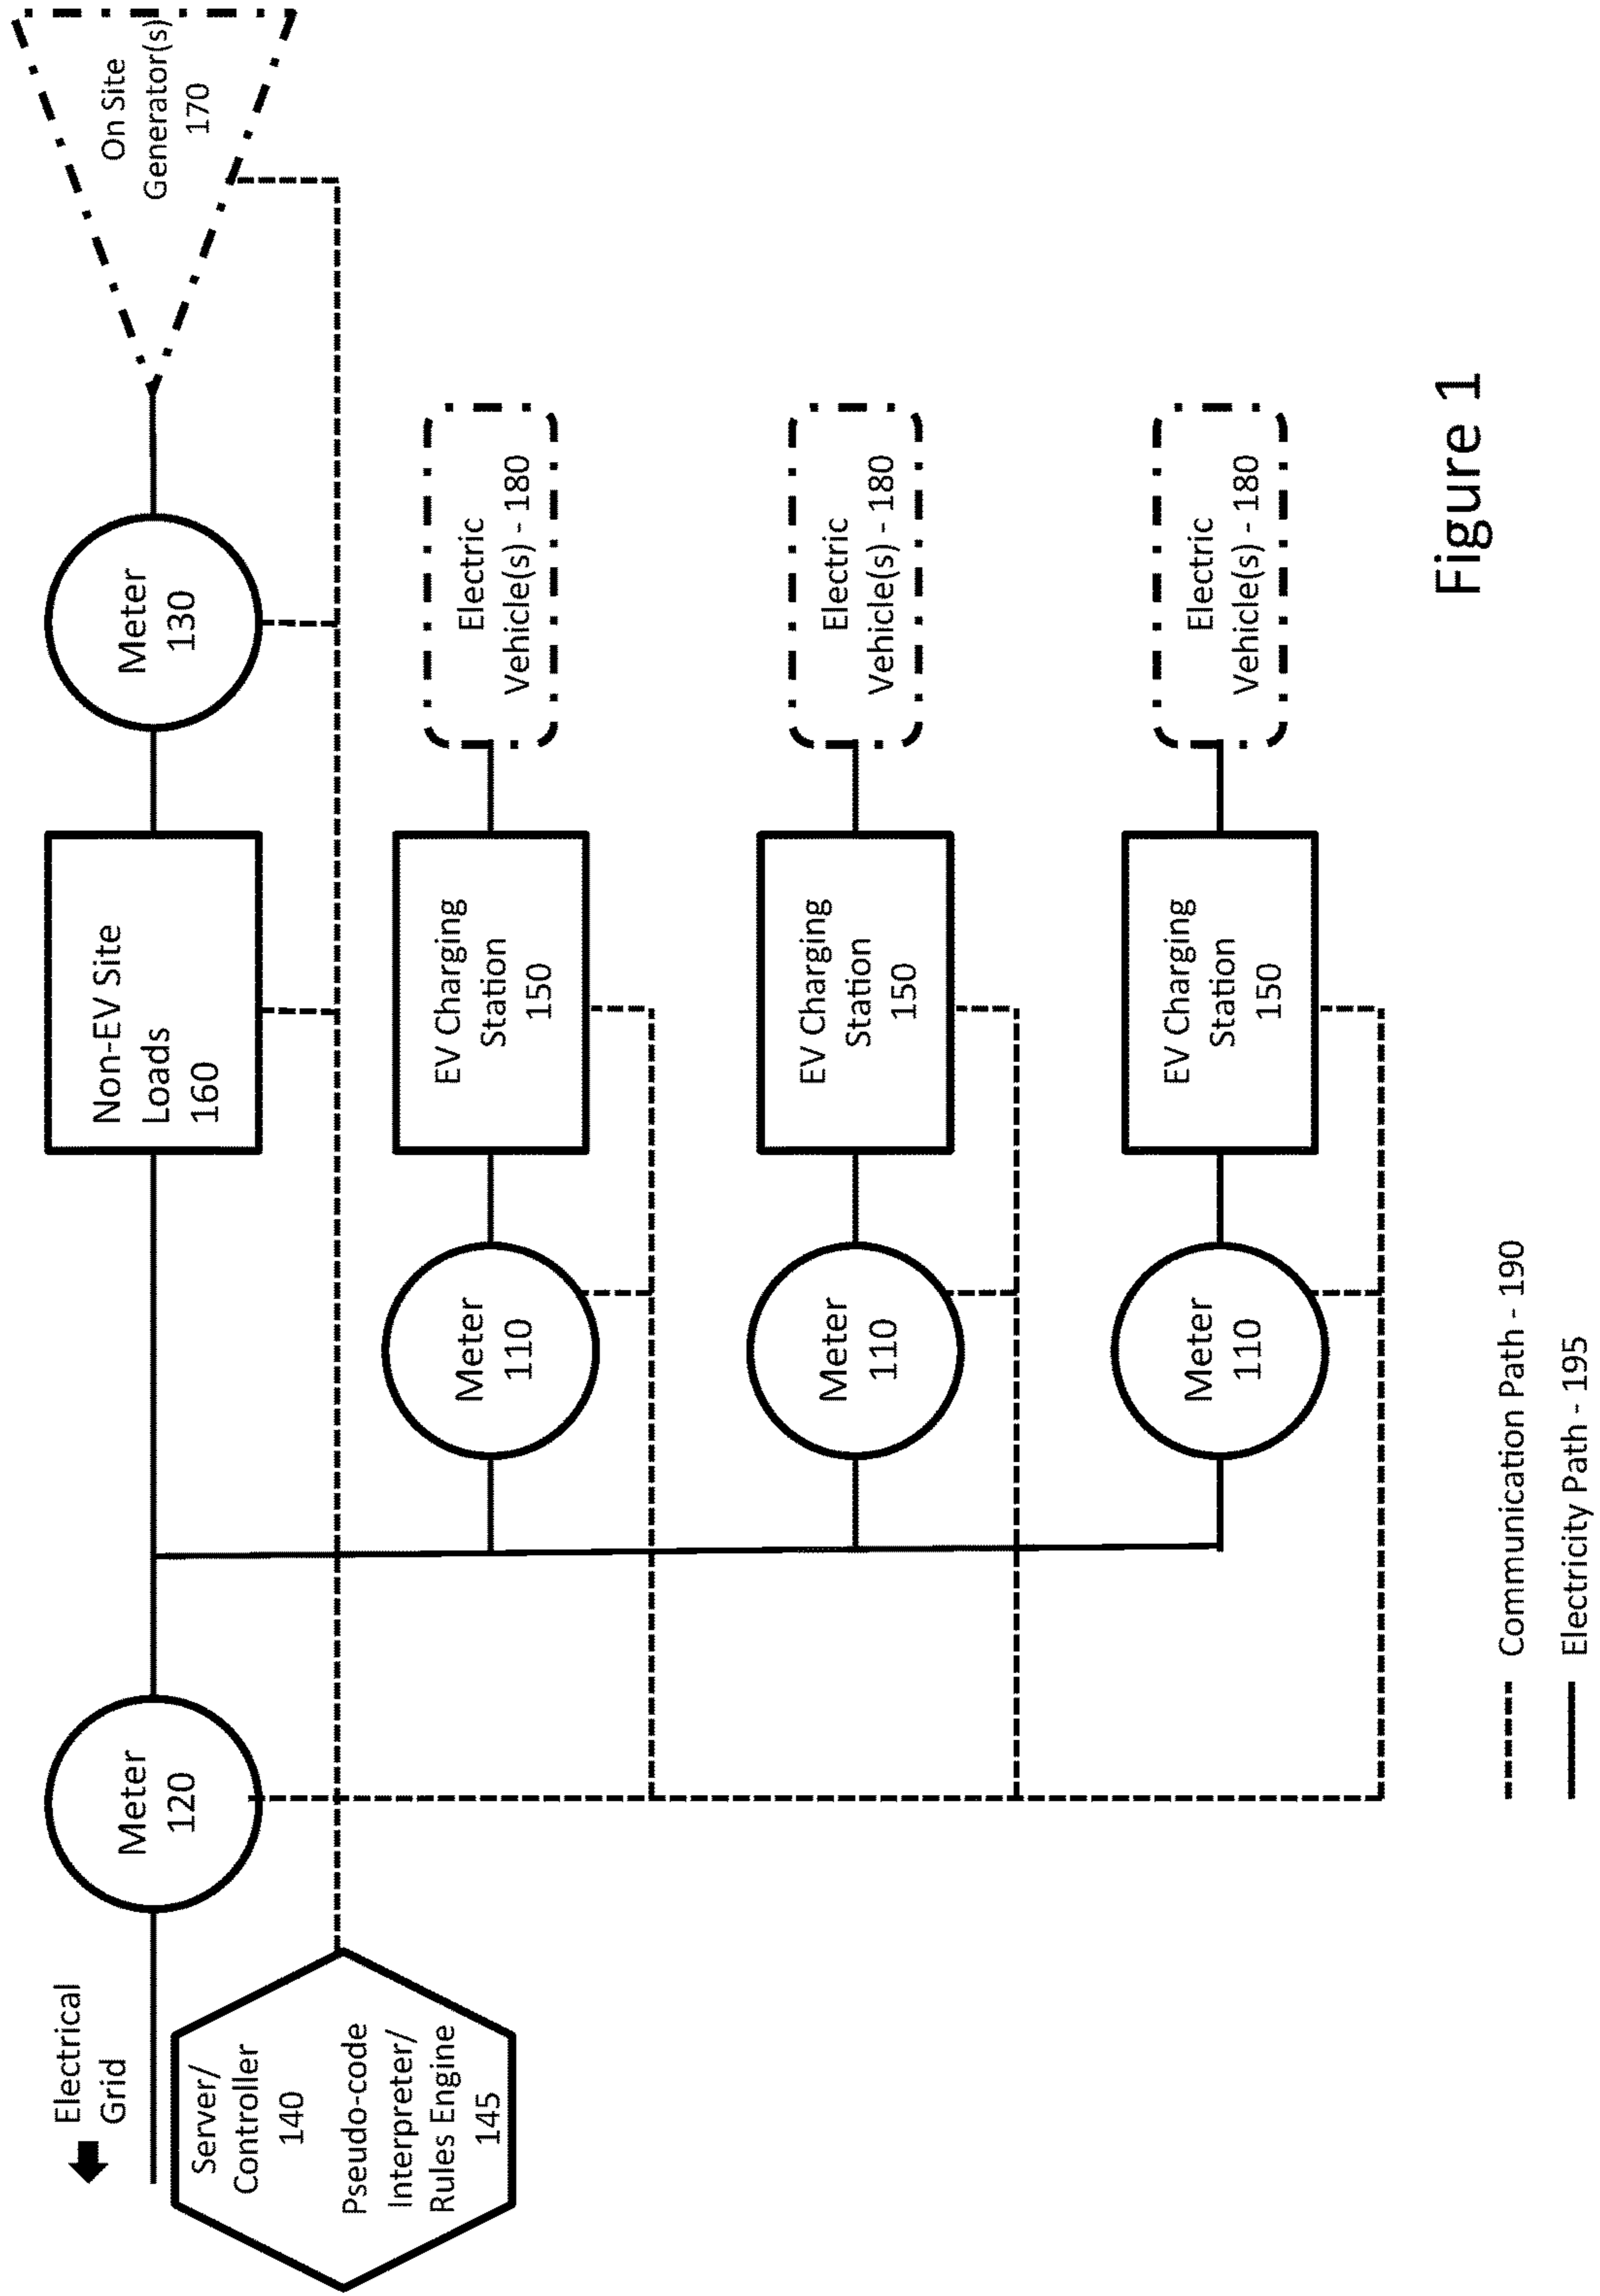 Electrical
Grid
Server/
Controller
140
Pseudo-code
Interpreter/
Rules Engine
145
Meter
120
Non-EV Site
Loads
160
Meter
130
On Site
Generator(s)
170
Meter
110
EV Charging
Station
150
Electric
Vehicle(s) - 180
Meter
110
EV Charging
Station
150
Electric
Vehicle(s) - 180
Meter
110
EV Charging
Station
150
Electric
Vehicle(s) - 180
Communication Path - 190
Electricity Path - 195
Figure 1